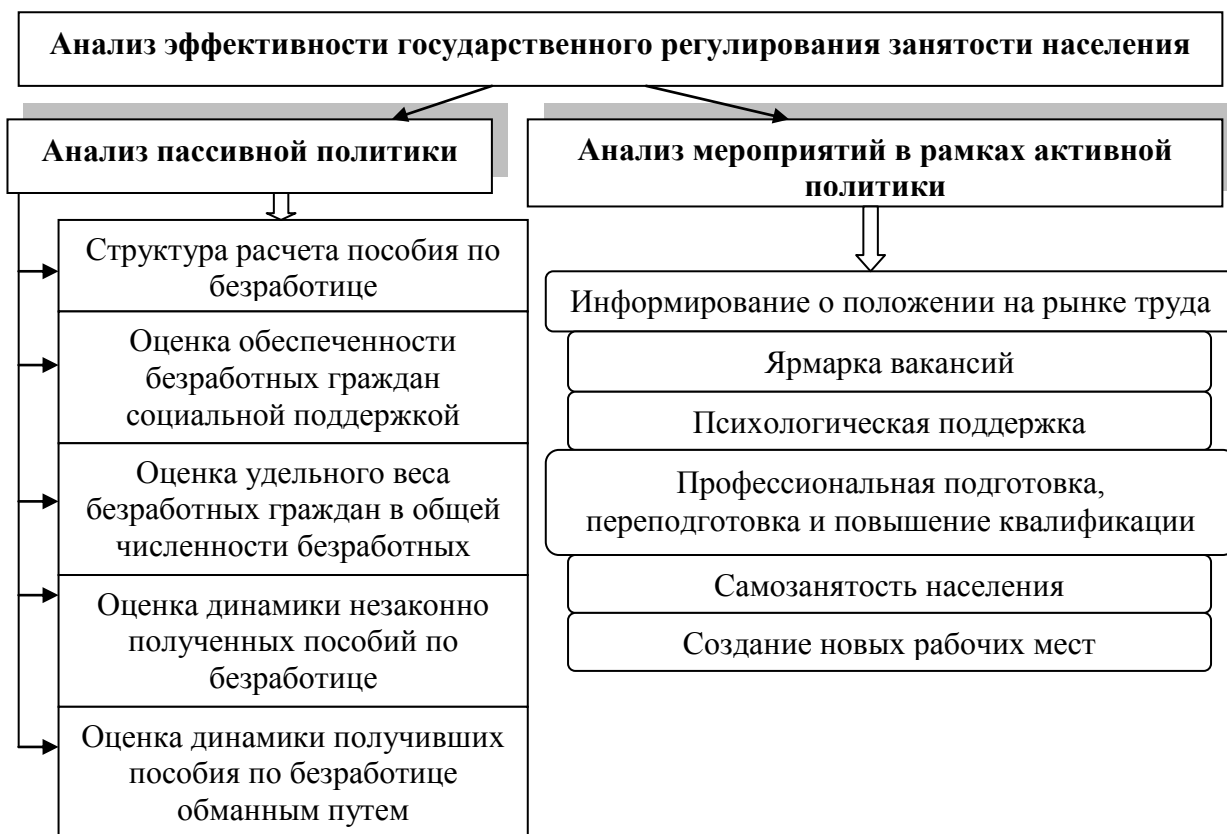 Анализ эффективности государственного регулирования занятости населения
Анализ пассивной политики
Структура расчета пособия по
безработице
Оценка обеспеченности
безработных граждан
социальной поддержкой
Оценка удельного веса
безработных граждан в общей
численности безработных
Оценка динамики незаконно
полученных пособий по
безработице
Оценка динамики получивших
пособия по безработице
обманным путем
Анализ мероприятий в рамках активной
политики
Информирование о положении на рынке труда
Ярмарка вакансий
Психологическая поддержка
Профессиональная подготовка,
переподготовка и повышение квалификации
Самозанятость населения
Создание новых рабочих мест